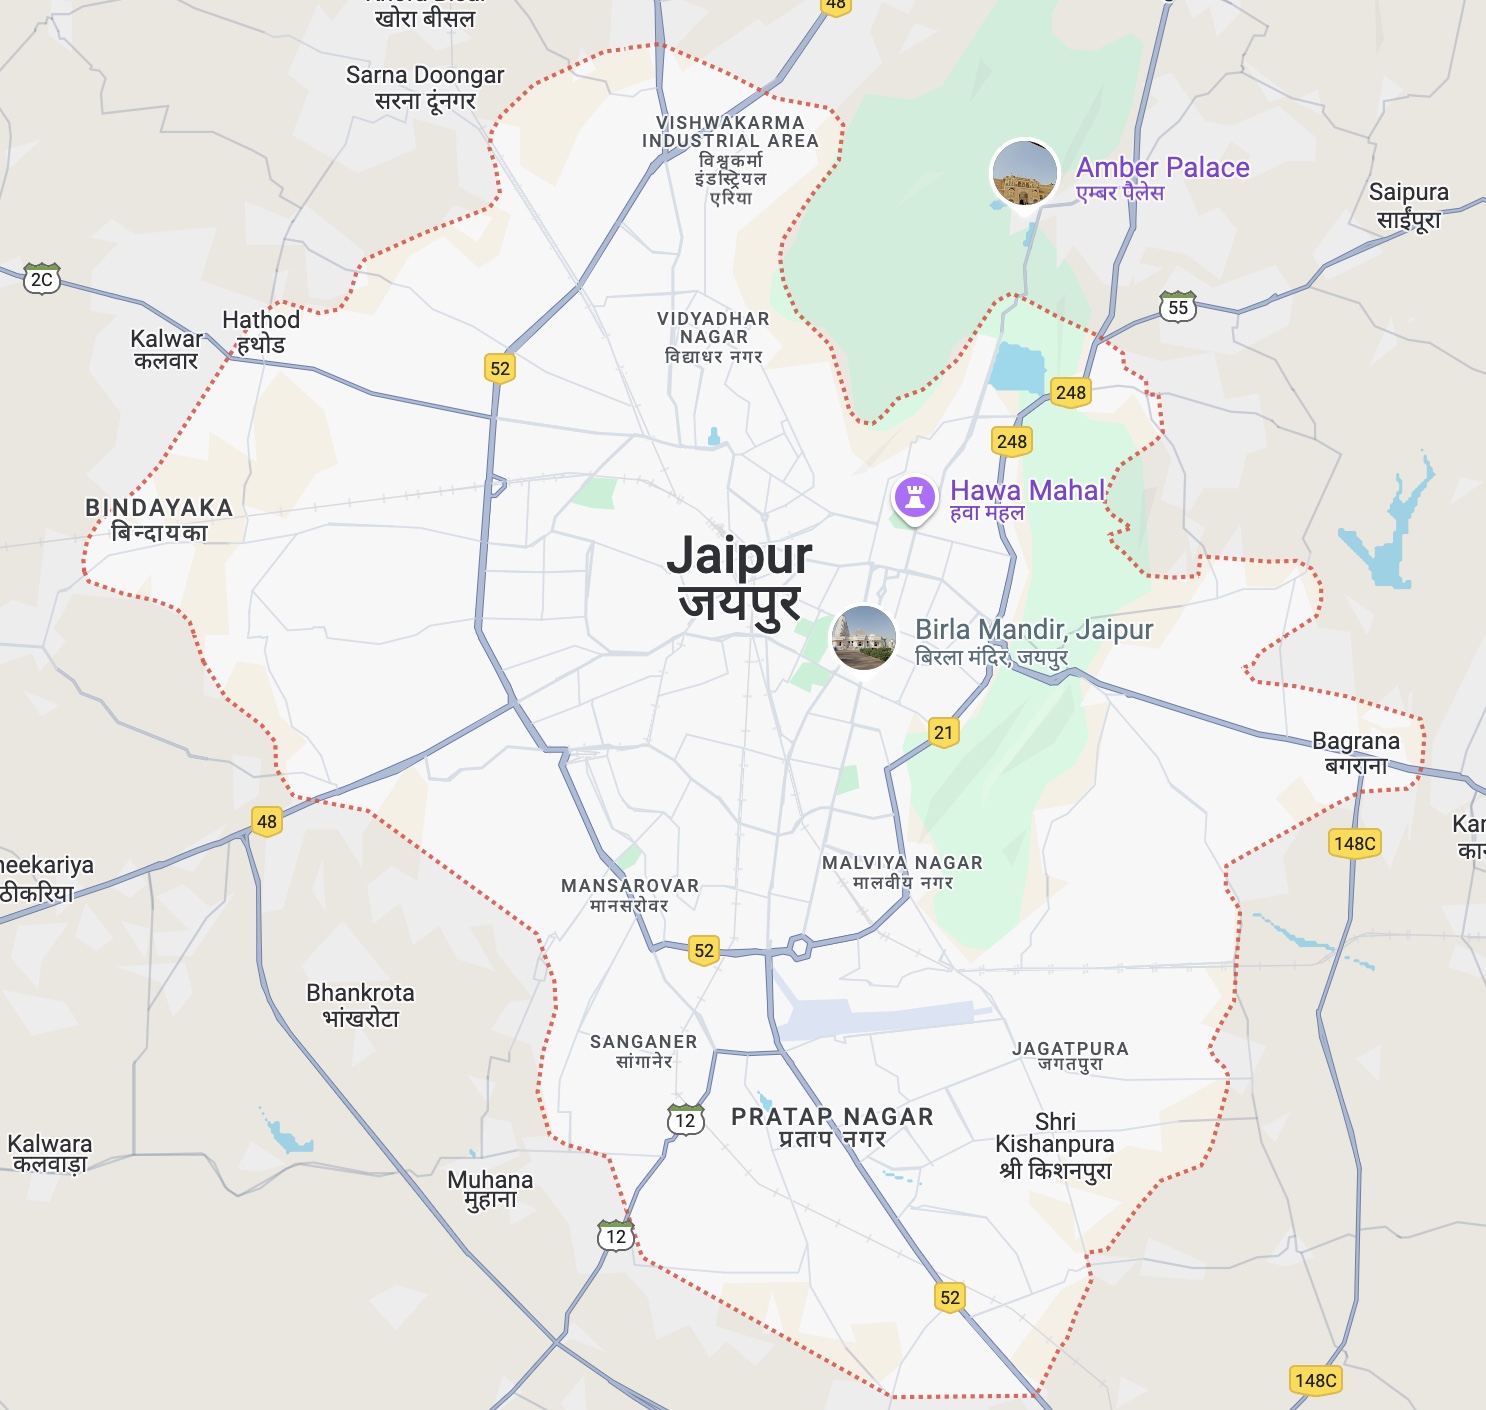 खोरा बीसल
48
Sarna Doongar
सरना दूंनगर
VISHWAKARMA
INDUSTRIAL AREA
विश्वकर्मा
इंडस्ट्रियल
एरिया
Amber Palace
एम्बर पैलेस
Saipura
साईंपूरा
2C
55
Hathod
हथोड
Kalwar
कलवार
VIDYADHAR
NAGAR
विद्याधर नगर
52
248
248
Hawa Mahal
हवा महल
BINDAYAKA
बिन्दायका
Jaipur
जयपुर
Birla Mandir, Jaipur
बिरला मंदिर, जयपुर
21
Bagrana
बगराना
48
148C
Kar
का
heekariya
ठीकरिया
MALVIYA NAGAR
मालवीय नगर
MANSAROVAR
मानसरोवर
52
Bhankrota
भांखरोटा
SANGANER
सांगानेर
JAGATPURA
जगतपुरा
12
PRATAP NAGAR
प्रताप नगर
Shri
Kishanpura
श्री किशनपुरा
Kalwara
कलवाड़ा
Muhana
मुहाना
12
52
148C